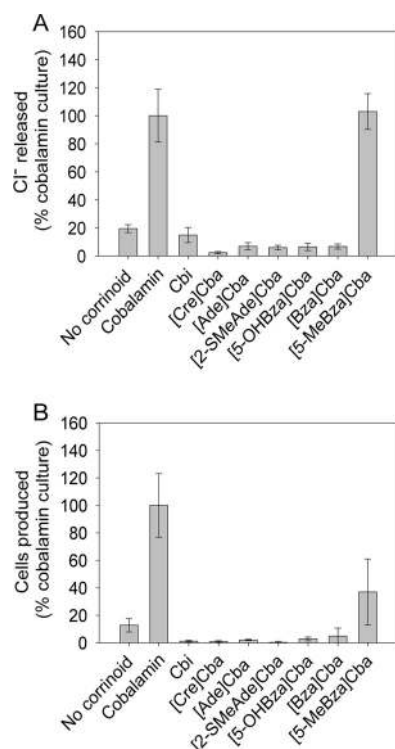 A
Cl⁻ released
(% cobalamin culture)
160
140
120
100
80
60
40
20
0
No corrinoid
Cobalamin
Cbi
[Cre]Cba
[Ade]Cba
[2-SMeAde]Cba
[5-OHBza]Cba
[Bza]Cba
[5-MeBza]Cba
B
Cells produced
(% cobalamin culture)
160
140
120
100
80
60
40
20
0
No corrinoid
Cobalamin
Cbi
[Cre]Cba
[Ade]Cba
[2-SMeAde]Cba
[5-OHBza]Cba
[Bza]Cba
[5-MeBza]Cba